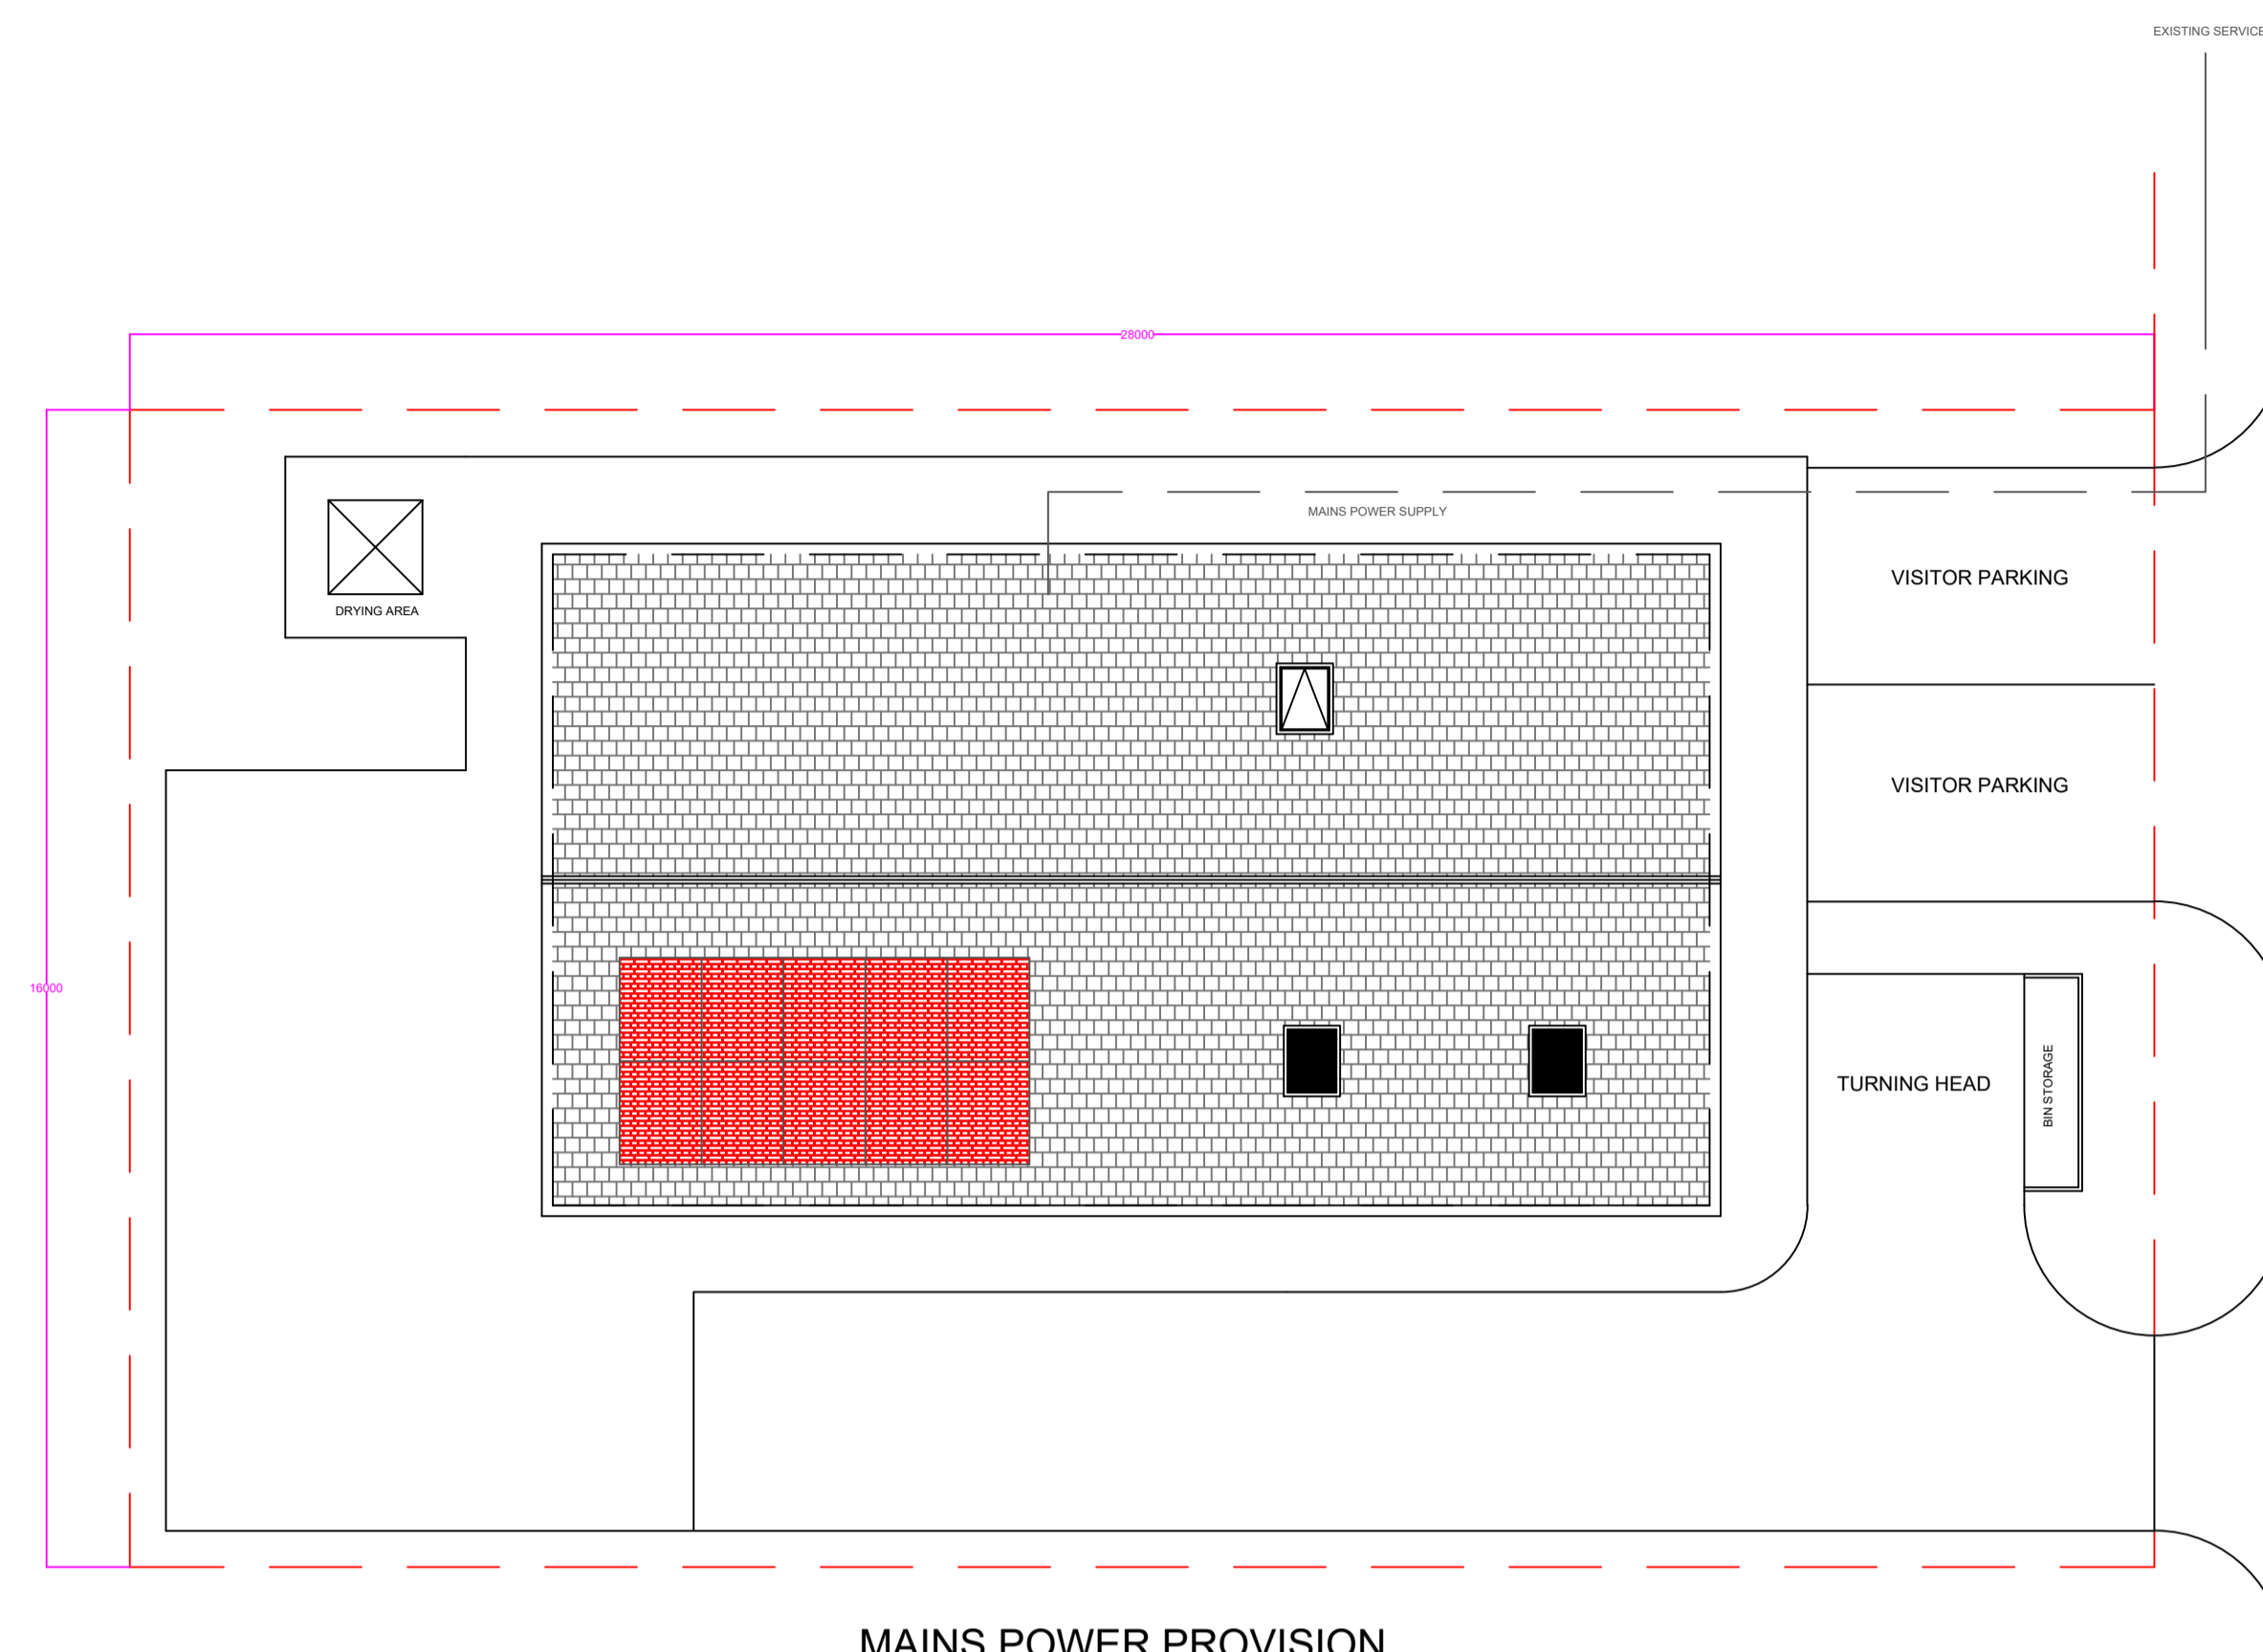 EXISTING SERVICE
28000
MAINS POWER SUPPLY
VISITOR PARKING
DRYING AREA
VISITOR PARKING
16000
TURNING HEAD
BIN STORAGE
MAINS POWER PROVISION